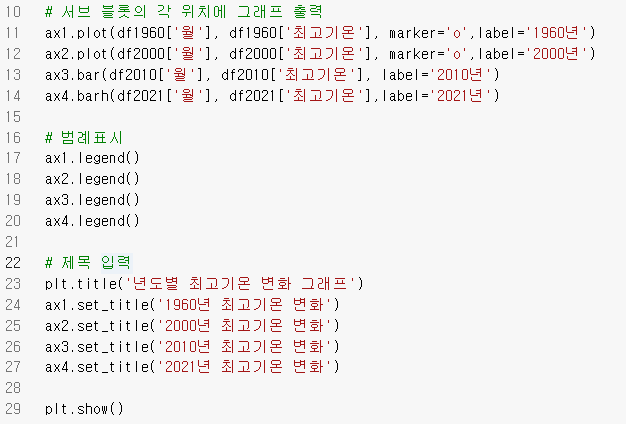 10 # 서브 블롯의 각 위치에 그래프 출력
11 ax1.plot(df1960['월'], df1960['최고기온'], marker='o',label='1960년')
12 ax2.plot(df2000['월'], df2000['최고기온'], marker='o',label='2000년')
13 ax3.bar(df2010['월'], df2010['최고기온'], label='2010년')
14 ax4.barh(df2021['월'], df2021['최고기온'],label='2021년')
15
16 # 범례표시
17 ax1.legend()
18 ax2.legend()
19 ax3.legend()
20 ax4.legend()
21
22 # 제목 입력
23 plt.title('년도별 최고기온 변화 그래프')
24 ax1.set_title('1960년 최고기온 변화')
25 ax2.set_title('2000년 최고기온 변화')
26 ax3.set_title('2010년 최고기온 변화')
27 ax4.set_title('2021년 최고기온 변화')
28
29 plt.show()